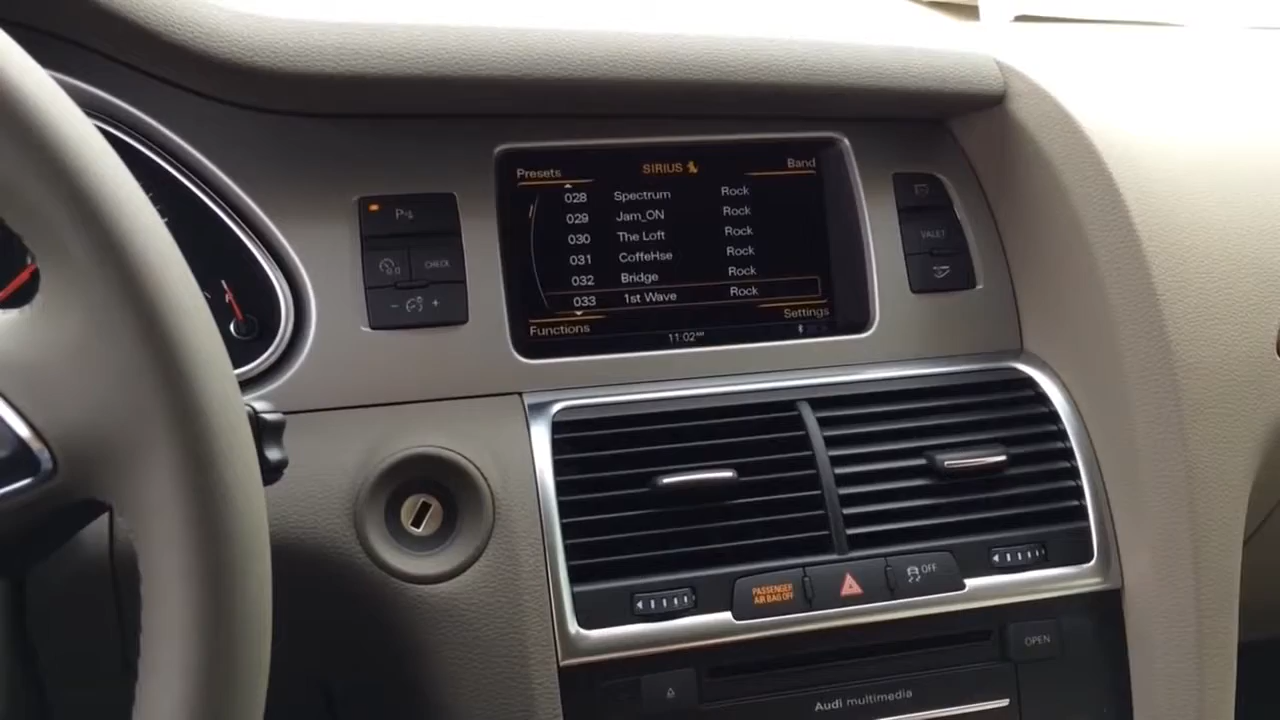 Presets SIRIUS Band
028 Spectrum Rock
029 Jam_ON Rock
030 The Loft Rock
031 CoffeHse Rock
032 Bridge Rock
033 1st Wave Rock
Functions Settings
11:02AM
P
CHECK
- +
VALET
PASSENGER
AIR BAG OFF
OFF
OPEN
Audi multimedia